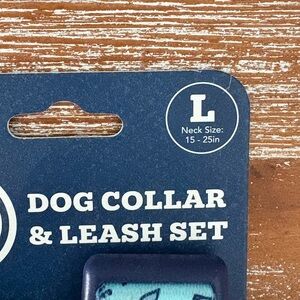 L
Neck Size:
15 - 25in
DOG COLLAR
& LEASH SET